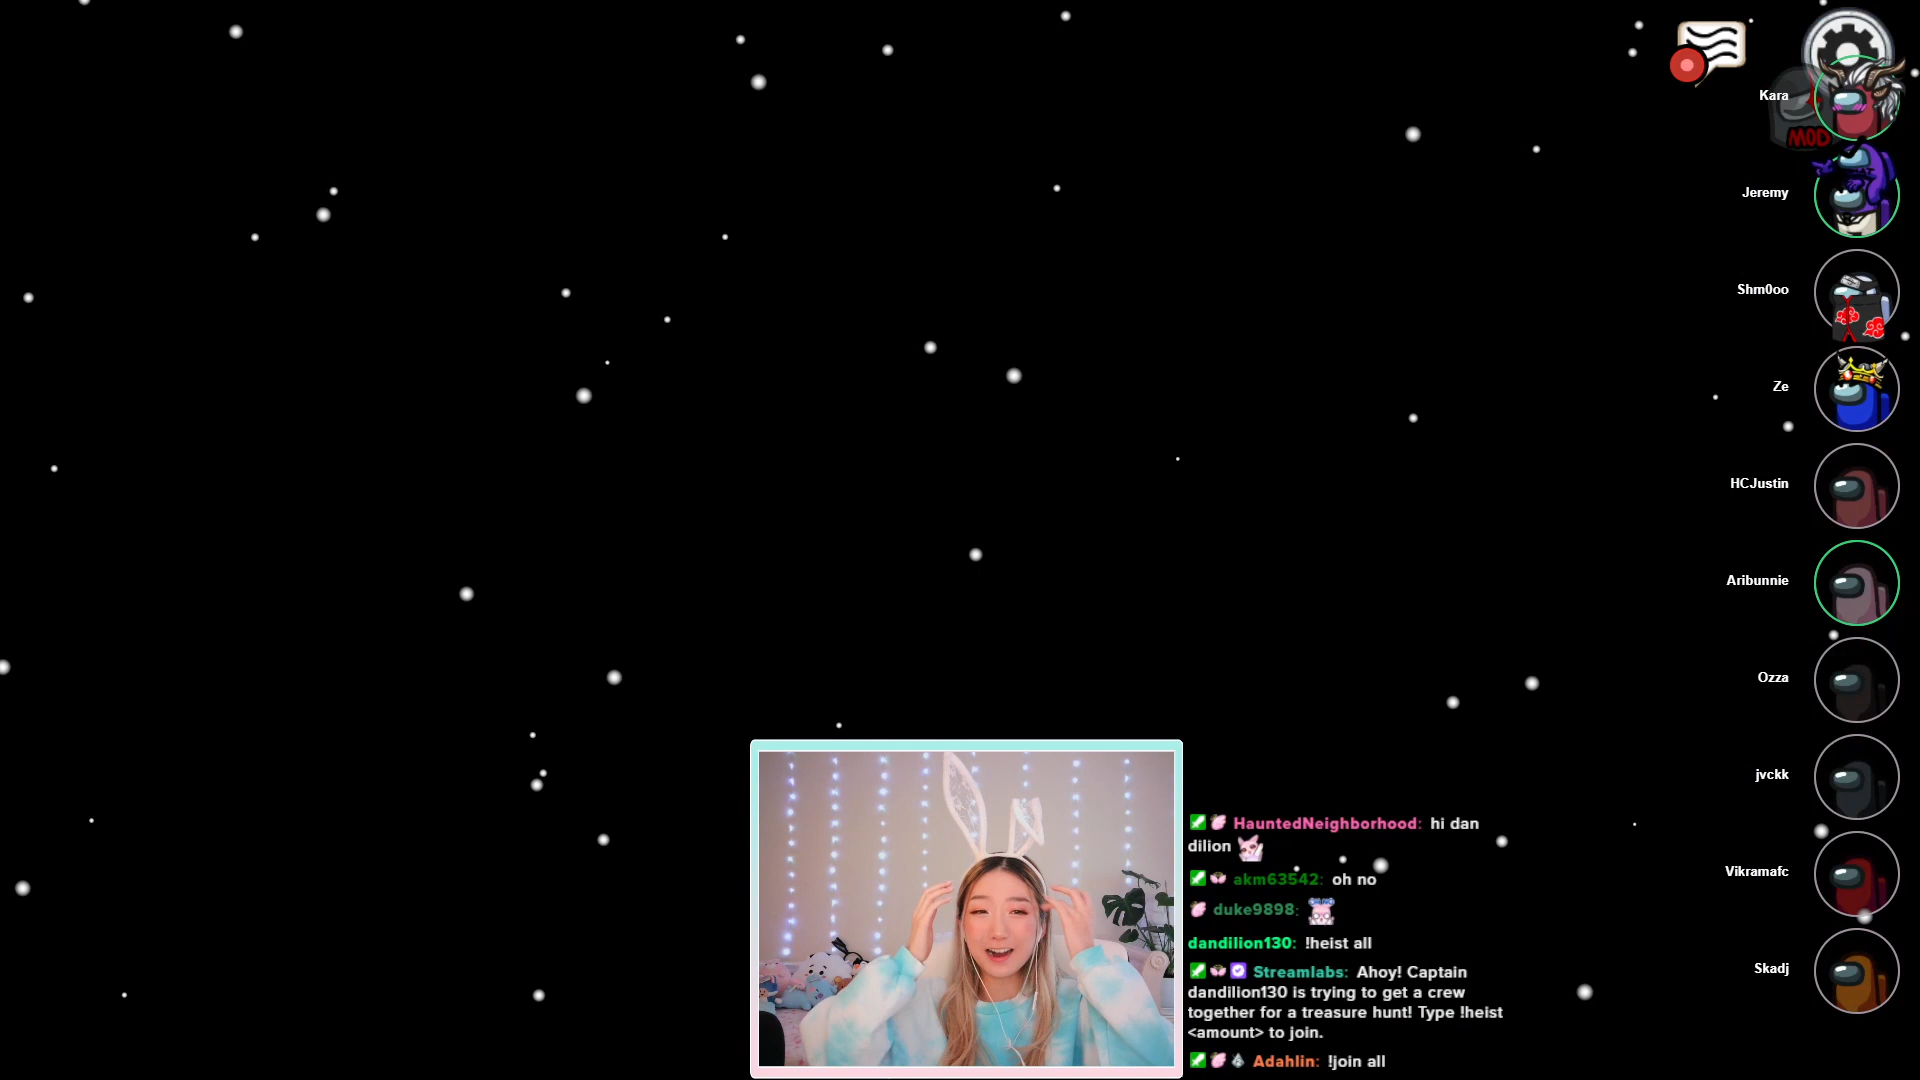 Kara
MOD
Jeremy
Shm0oo
Ze
HCJustin
Aribunnie
Ozza
jvckk
Vikramafc
Skadj
HauntedNeighborhood: hi dan
dilion
akm63542: oh no
duke9898:
dandilion130: !heist all
Streamlabs: Ahoy! Captain
dandilion130 is trying to get a crew
together for a treasure hunt! Type !heist
<amount> to join.
Adahlin: !join all